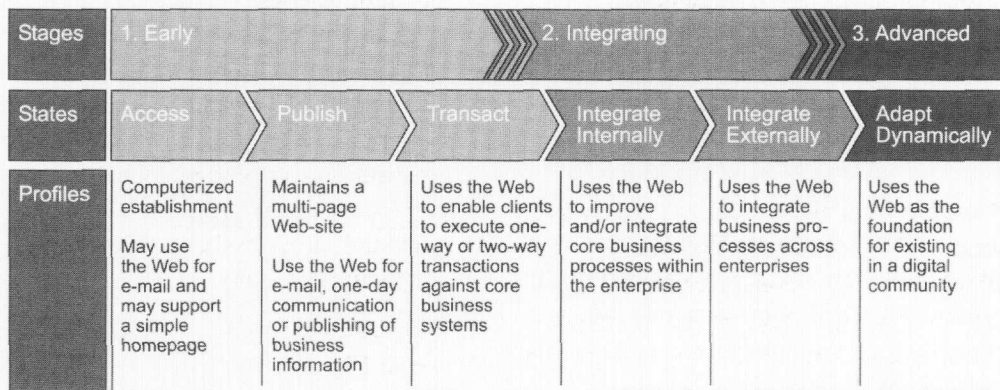 Stages
1. Early
2. Integrating
3. Advanced
States
Access
Publish
Transact
Integrate
Internally
Integrate
Externally
Adapt
Dynamically
Profiles
Computerized
establishment
May use
the Web for
e-mail and
may support
a simple
homepage
Maintains a
multi-page
Web-site
Use the Web for
e-mail, one-day
communication
or publishing of
business
information
Uses the Web
to enable clients
to execute one-
way or two-way
transactions
against core
business
systems
Uses the Web
to improve
and/or integrate
core business
processes within
the enterprise
Uses the Web
to integrate
business pro-
cesses across
enterprises
Uses the
Web as the
foundation
for existing
in a digital
community